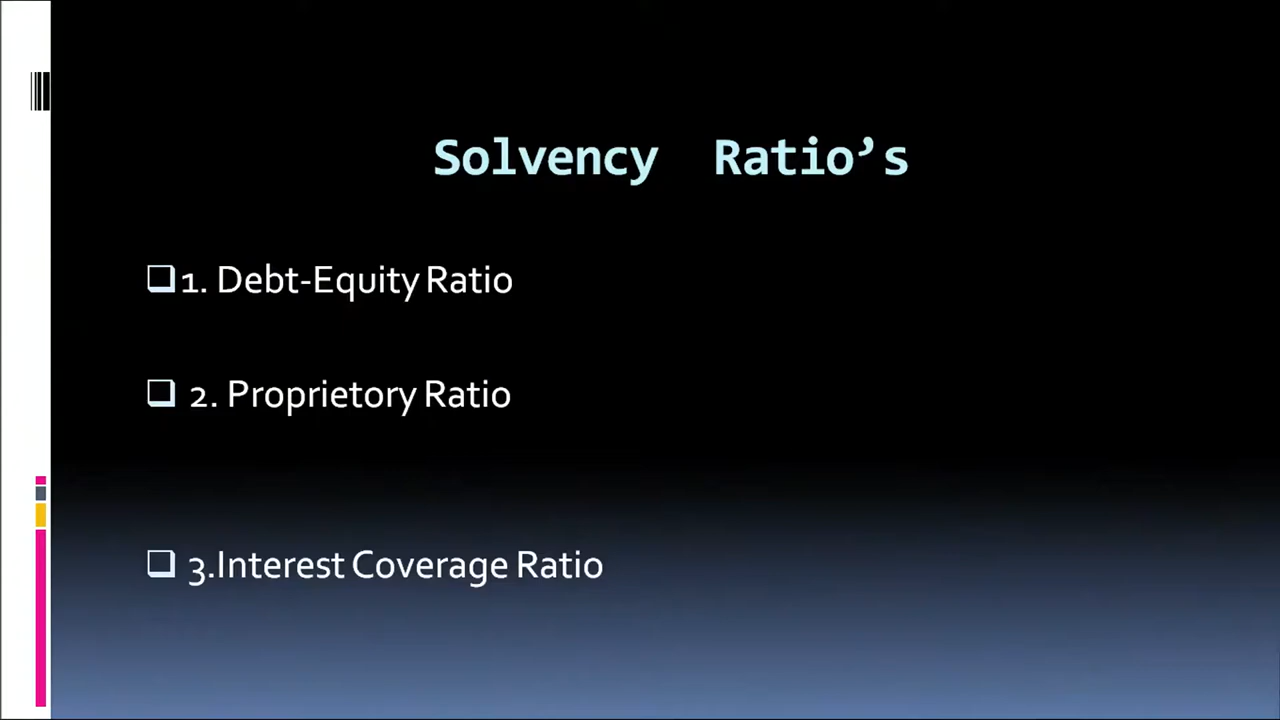 Solvency Ratio’s
❑1. Debt-Equity Ratio
❑ 2. Proprietory Ratio
❑ 3.Interest Coverage Ratio